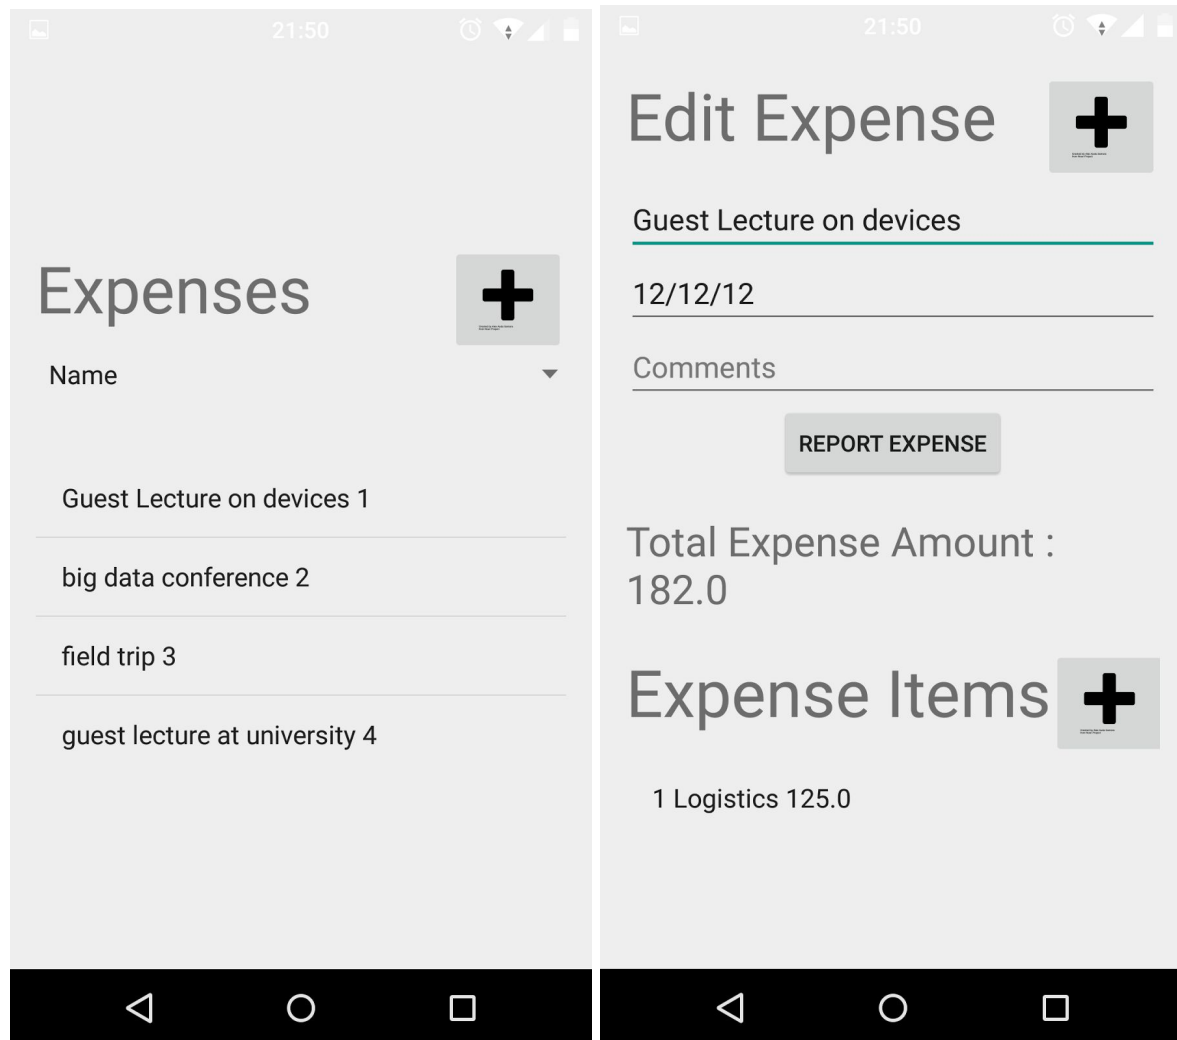 21:50
Expenses
Name
Guest Lecture on devices 1
big data conference 2
field trip 3
guest lecture at university 4
21:50
Edit Expense
Guest Lecture on devices
12/12/12
Comments
REPORT EXPENSE
Total Expense Amount :
182.0
Expense Items
1 Logistics 125.0